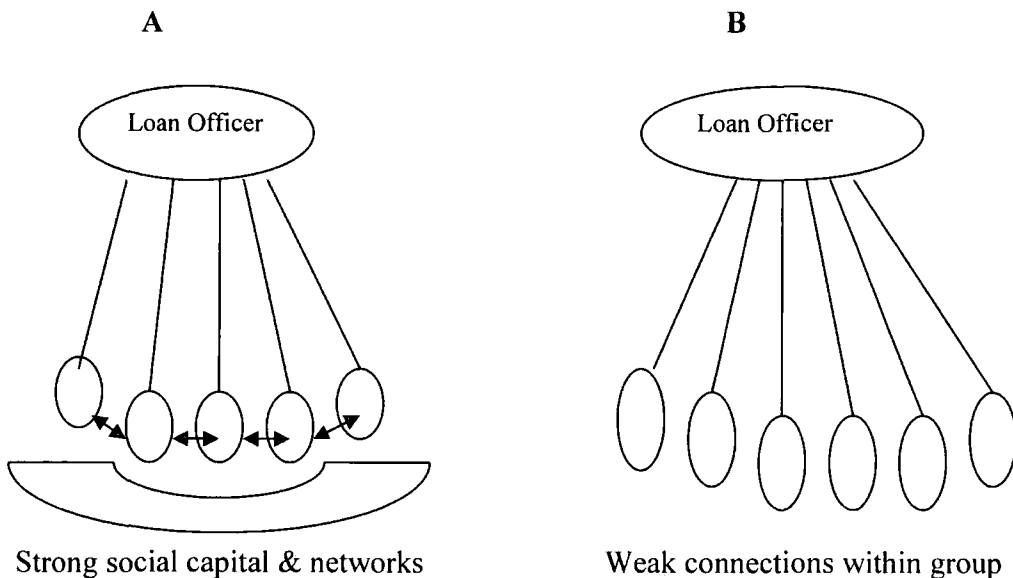 A
B
Loan Officer
Loan Officer
Strong social capital & networks
Weak connections within group